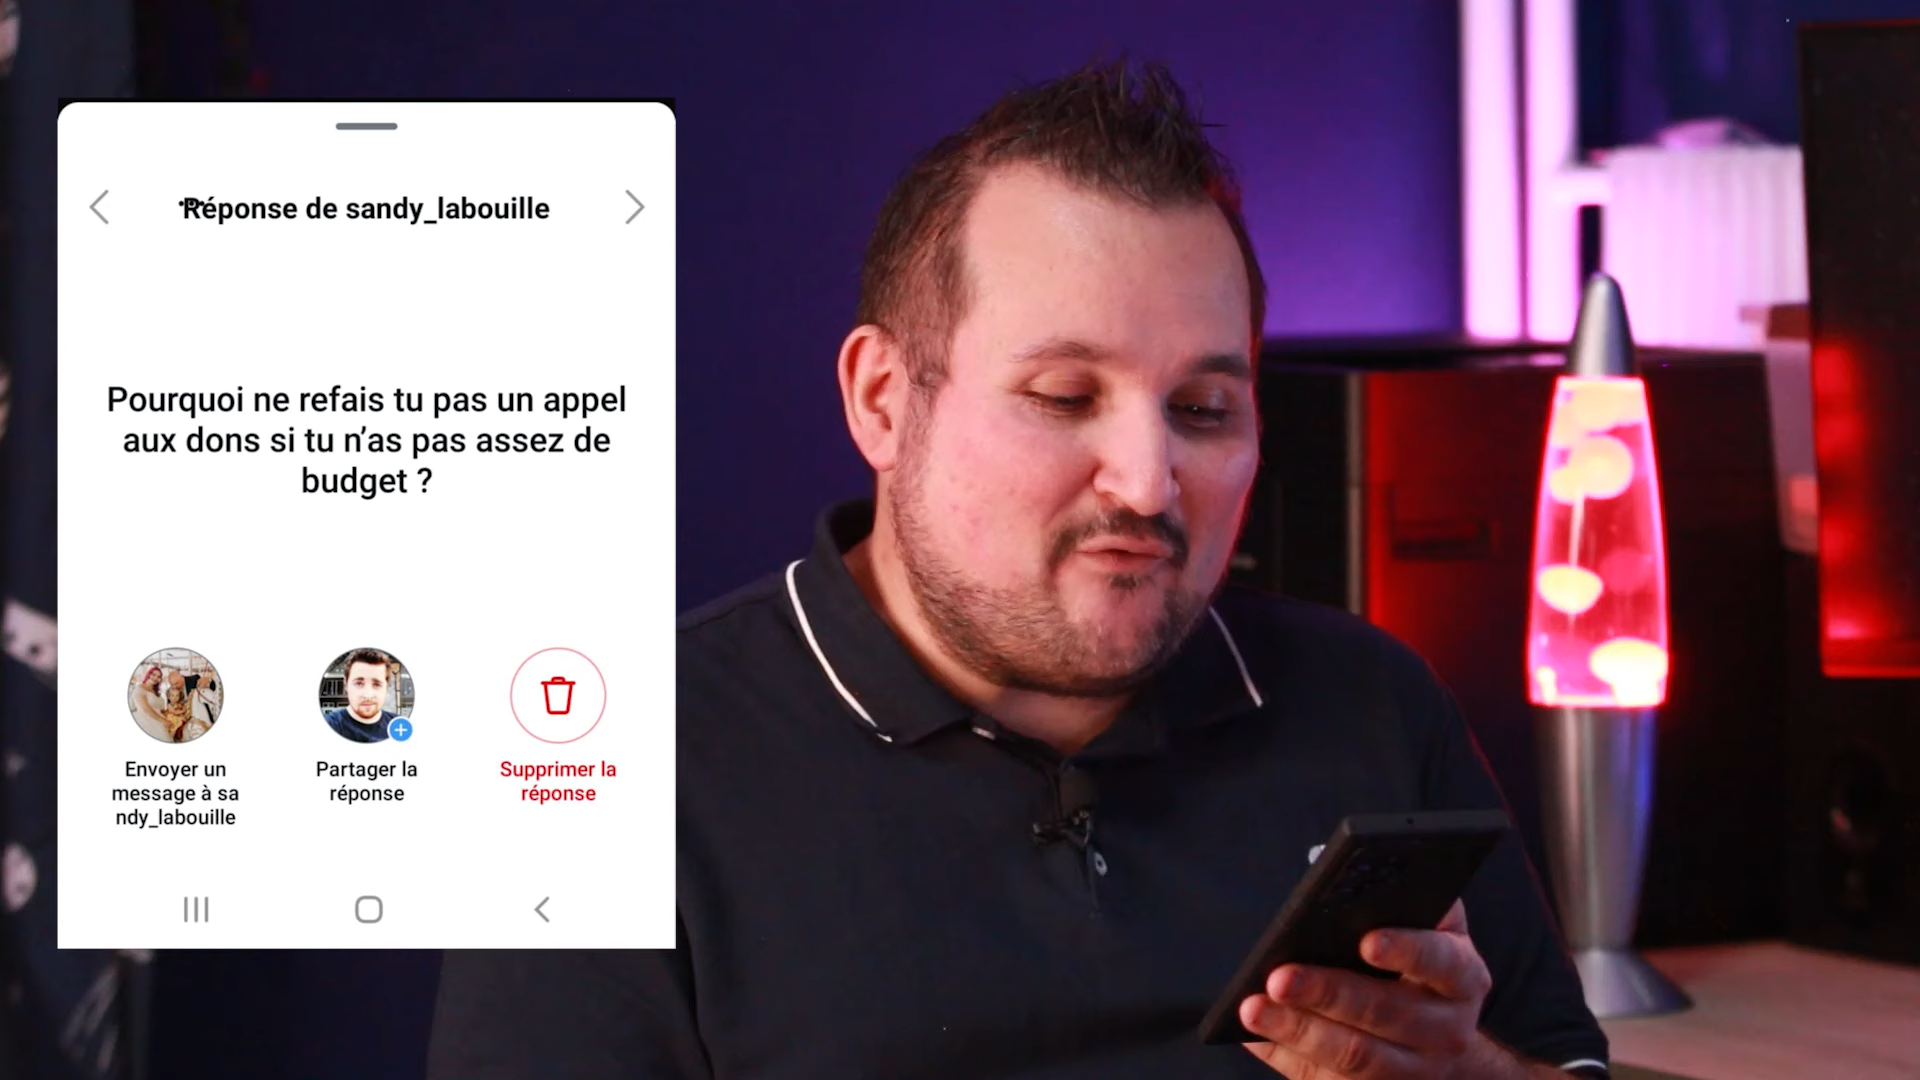 Réponse de sandy_labouille
Pourquoi ne refais tu pas un appel
aux dons si tu n’as pas assez de
budget ?
Envoyer un
message à sa
ndy_labouille
Partager la
réponse
Supprimer la
réponse